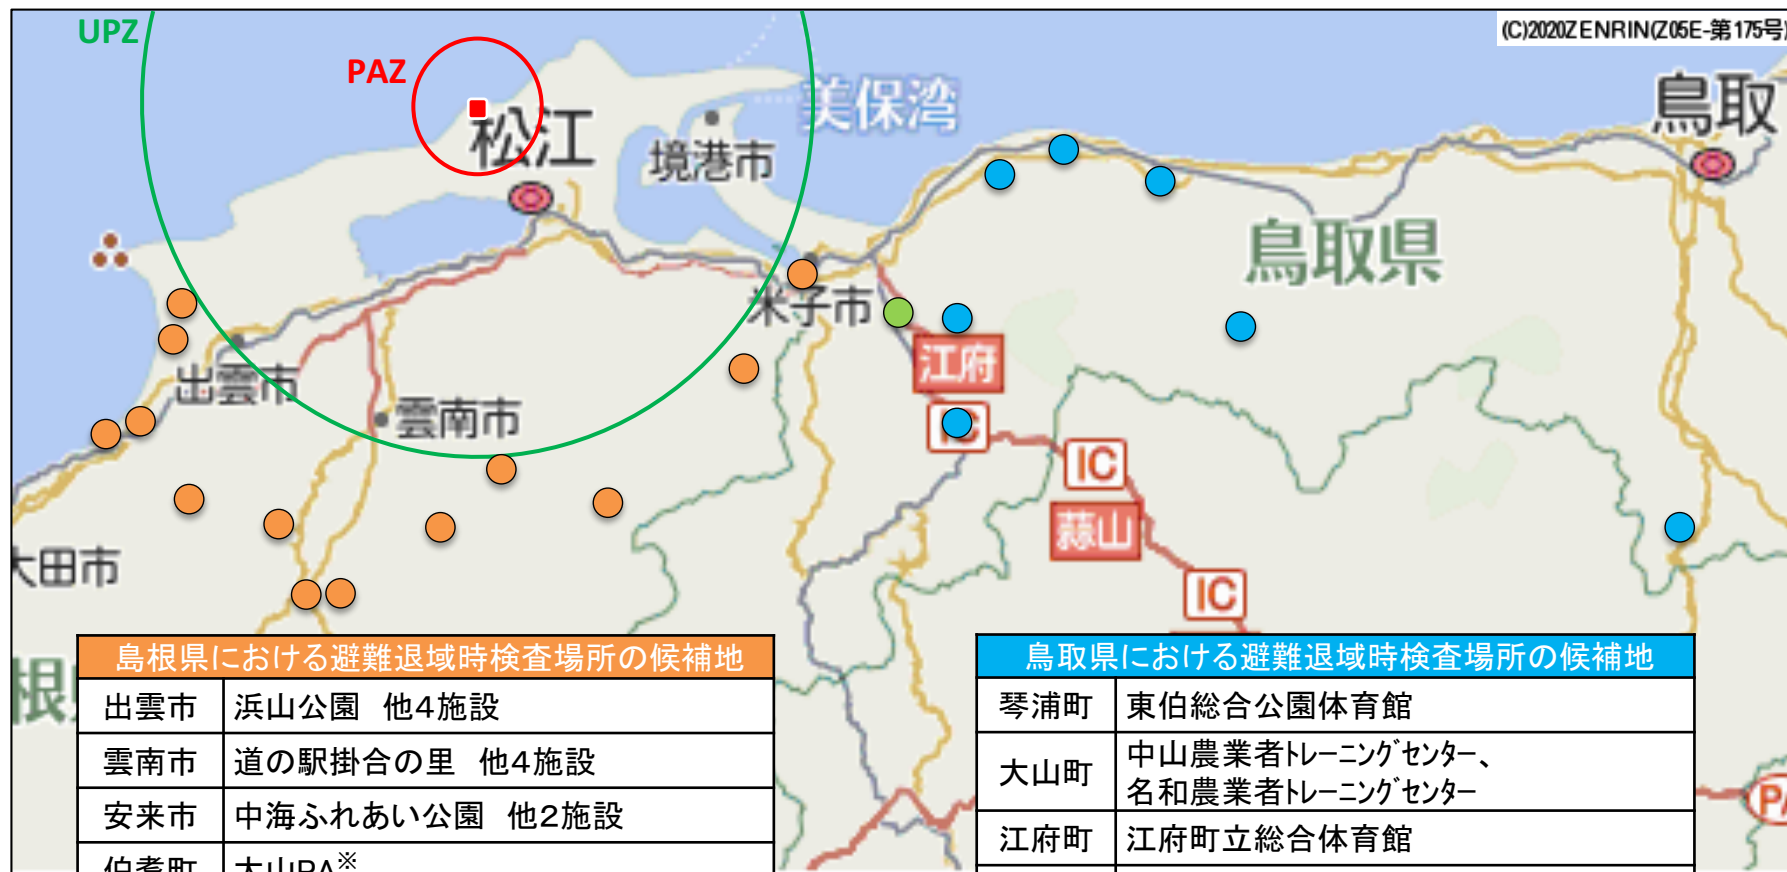 UPZ
PAZ
(C)2020ZENRIN(Z05E-第175号)
美保湾
鳥取
松江
境港市
鳥取県
米子市
江府
出雲市
雲南市
IC
IC
蒜山
大田市
IC
島根県における避難退域時検査場所の候補地
出雲市 浜山公園 他4施設
雲南市 道の駅掛合の里 他4施設
安来市 中海ふれあい公園 他2施設
伯耆町 大山PA※
鳥取県における避難退域時検査場所の候補地
琴浦町 東伯総合公園体育館
大山町 中山農業者トレーニングセンター、
名和農業者トレーニングセンター
江府町 江府町立総合体育館
根
PA